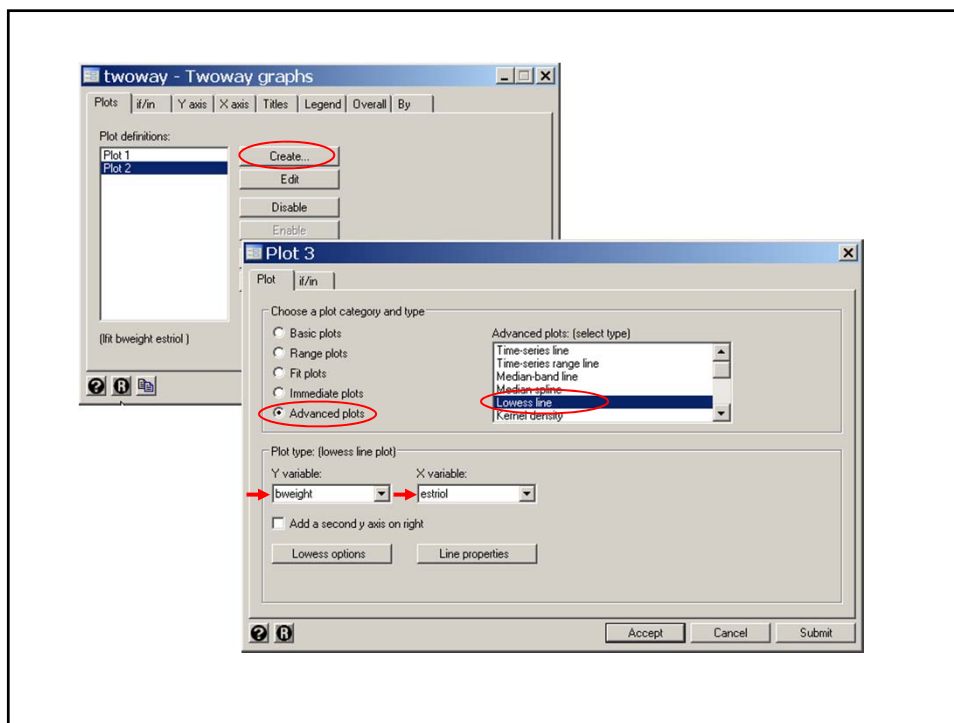 twoway - Twoway graphs
Plots if/in Y axis X axis Titles Legend Overall By
Plot definitions:
Plot 1
Plot 2
Create...
Edit
Disable
Enable
(lfit bweight estriol )
Plot 3
Plot if/in
Choose a plot category and type
Basic plots
Range plots
Fit plots
Immediate plots
Advanced plots
Advanced plots: (select type)
Time-series line
Time-series range line
Median-band line
Median-spline
Lowess line
Kernel density
Plot type: (lowess line plot)
Y variable: X variable:
bweight estriol
Add a second y axis on right
Lowess options Line properties
? R Accept Cancel Submit